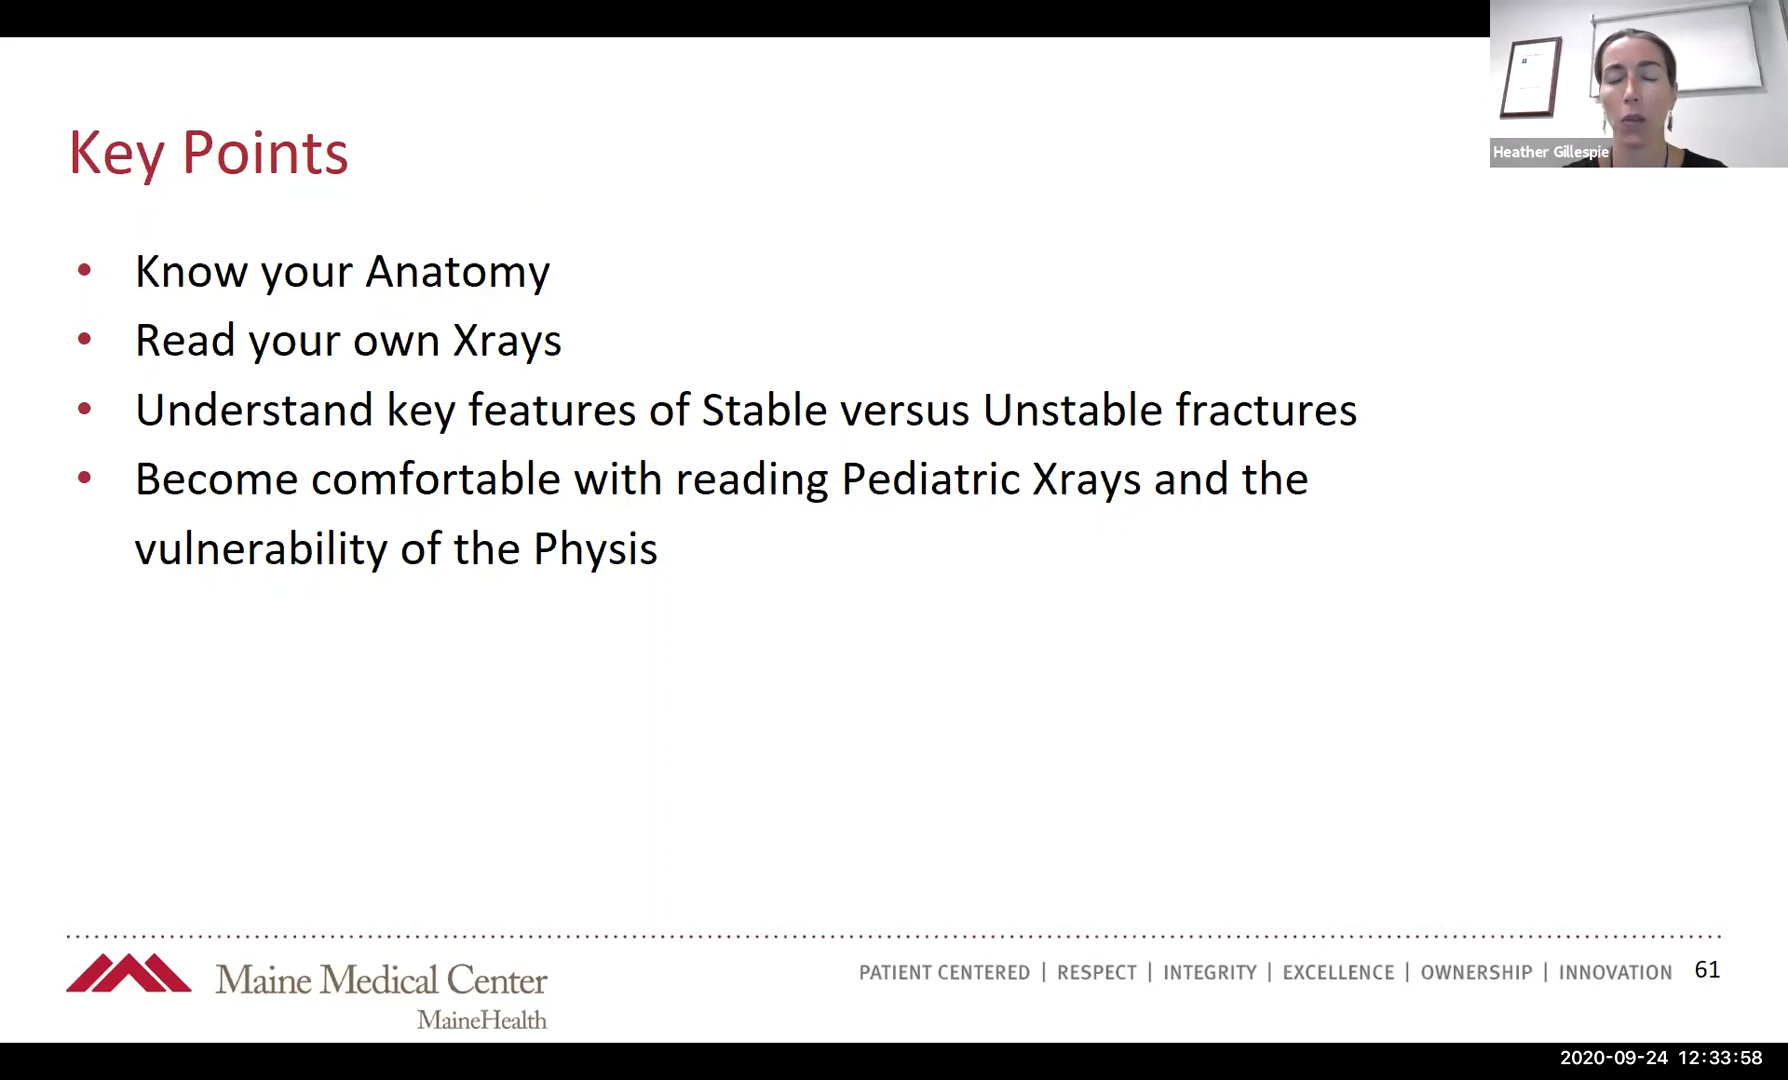 Key Points
Heather Gillespie
• Know your Anatomy
• Read your own Xrays
• Understand key features of Stable versus Unstable fractures
• Become comfortable with reading Pediatric Xrays and the
vulnerability of the Physis
Maine Medical Center
MaineHealth
PATIENT CENTERED | RESPECT | INTEGRITY | EXCELLENCE | OWNERSHIP | INNOVATION 61
2020-09-24 12:33:58